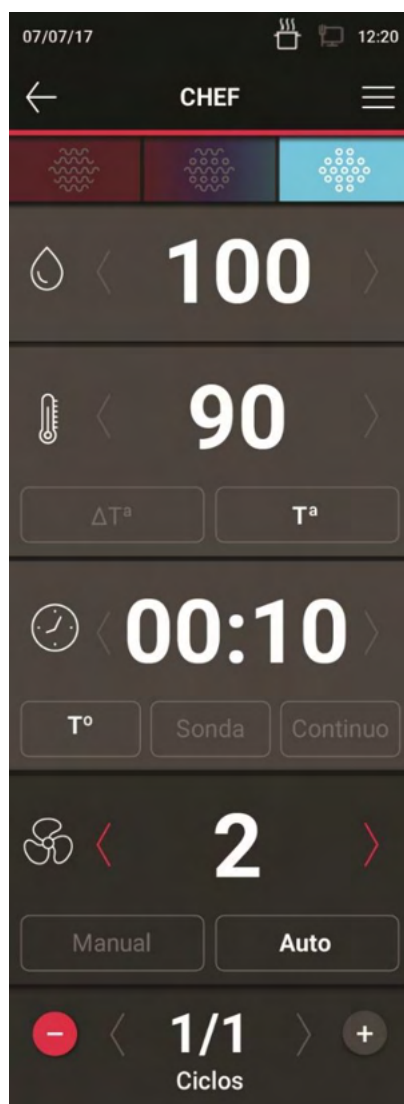 07/07/17 12:20
CHEF
100
90
ΔTª Tª
00:10
Tº Sonda Continuo
2
Manual Auto
− 1/1 +
Ciclos